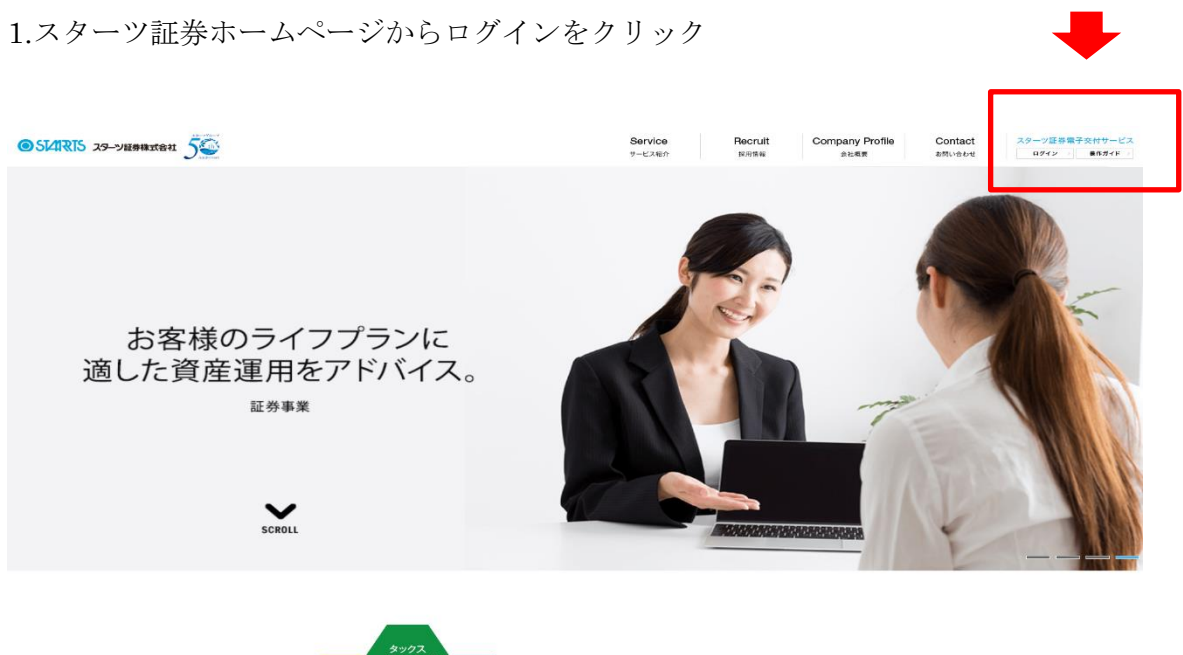 1.スターツ証券ホームページからログインをクリック
STARTS スターツ証券株式会社 50
Service
サービス紹介
Recruit
採用情報
Company Profile
会社概要
Contact
お問い合わせ
スターツ証券電子交付サービス
ログイン 操作ガイド
お客様のライフプランに
適した資産運用をアドバイス。
証券事業
SCROLL
タックス